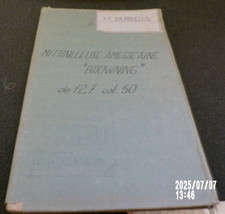 MITRAILLEUSE AMERICAINE
"BROWNING"
de 12,7 cal. 50
2025/07/07
13:46